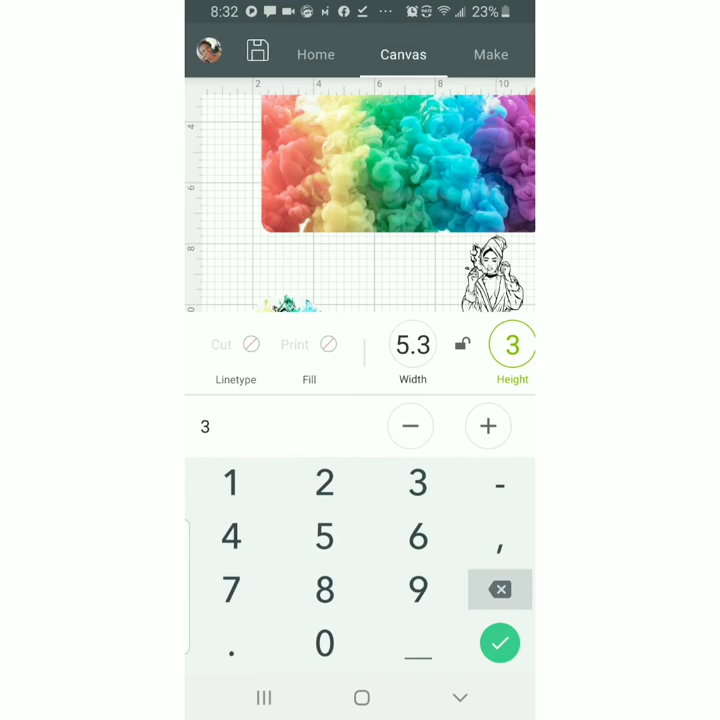 8:32 ... 23%
Home Canvas Make
2 4 6 8 10
4
6
8
0
Cut Print 5.3 3
Linetype Fill Width Height
3 − +
1 2 3 -
4 5 6 ,
7 8 9
. 0 _